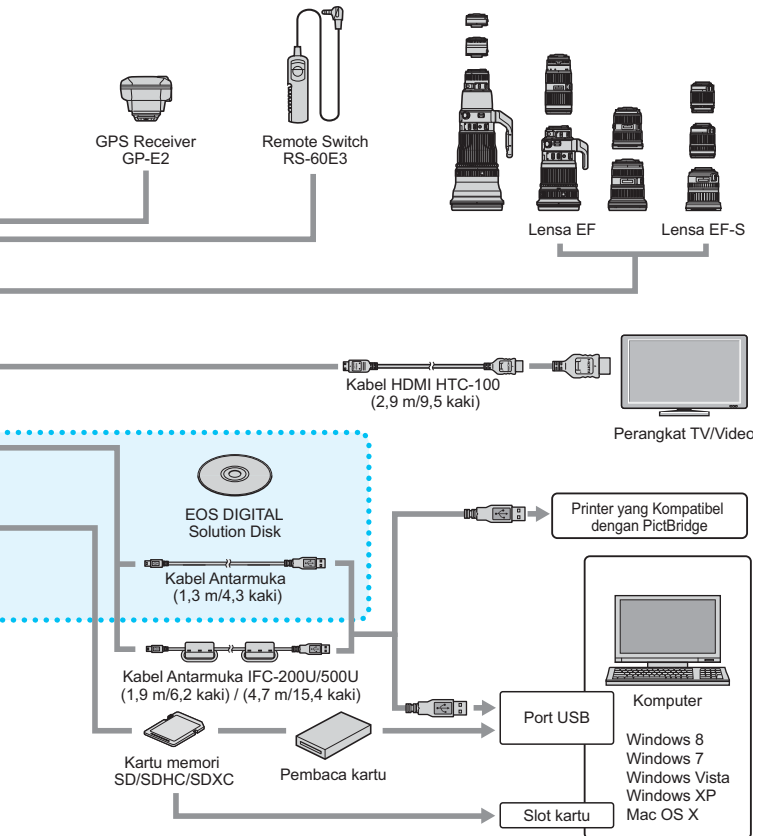 GPS Receiver
GP-E2
Remote Switch
RS-60E3
Lensa EF
Lensa EF-S
Kabel HDMI HTC-100
(2,9 m/9,5 kaki)
Perangkat TV/Video
EOS DIGITAL
Solution Disk
Printer yang Kompatibel
dengan PictBridge
Kabel Antarmuka
(1,3 m/4,3 kaki)
Kabel Antarmuka IFC-200U/500U
(1,9 m/6,2 kaki) / (4,7 m/15,4 kaki)
Port USB
Komputer
Windows 8
Windows 7
Windows Vista
Windows XP
Mac OS X
Kartu memori
SD/SDHC/SDXC
Pembaca kartu
Slot kartu